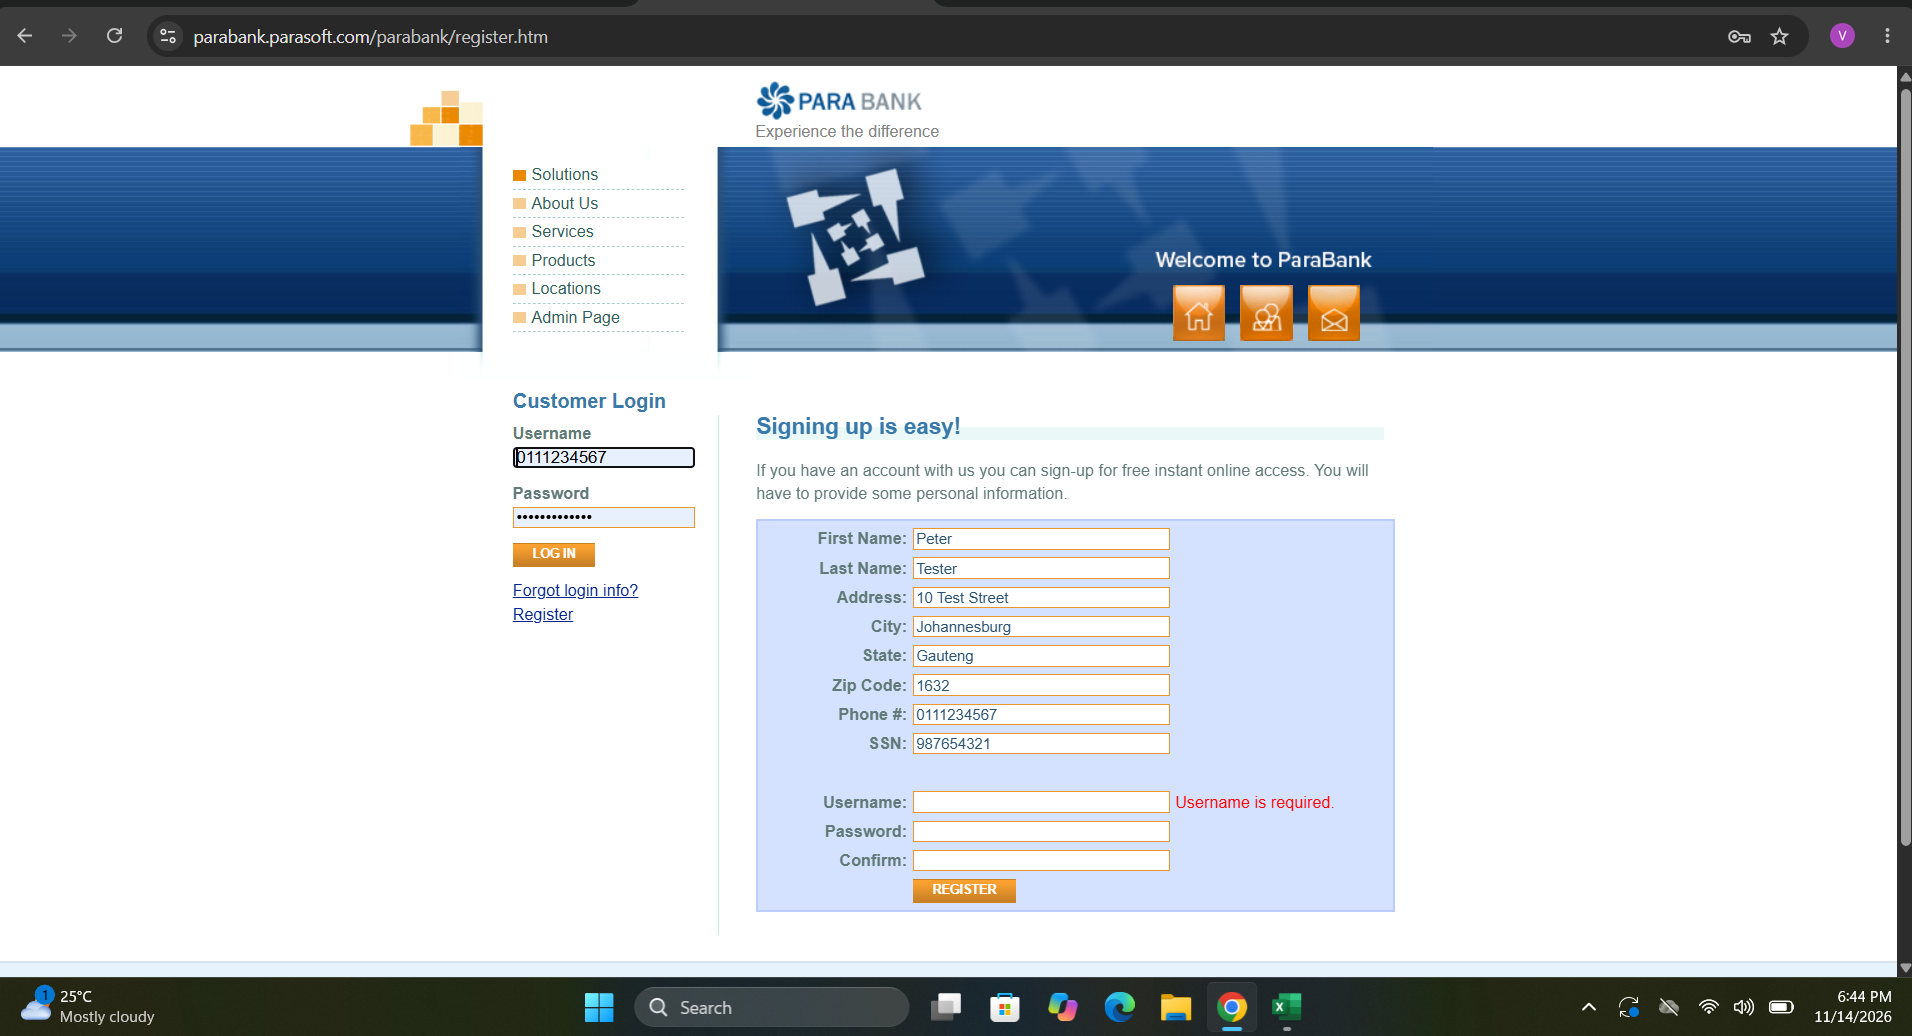 parabank.parasoft.com/parabank/register.htm
V
PARA BANK
Experience the difference
Solutions
About Us
Services
Products
Locations
Admin Page
Welcome to ParaBank
Customer Login
Username
0111234567
Password
•••••••••••••
LOG IN
Forgot login info?
Register
Signing up is easy!
If you have an account with us you can sign-up for free instant online access. You will
have to provide some personal information.
First Name: Peter
Last Name: Tester
Address: 10 Test Street
City: Johannesburg
State: Gauteng
Zip Code: 1632
Phone #: 0111234567
SSN: 987654321
Username: Username is required.
Password:
Confirm:
REGISTER
1
25°C
Mostly cloudy
Search
6:44 PM
11/14/2026